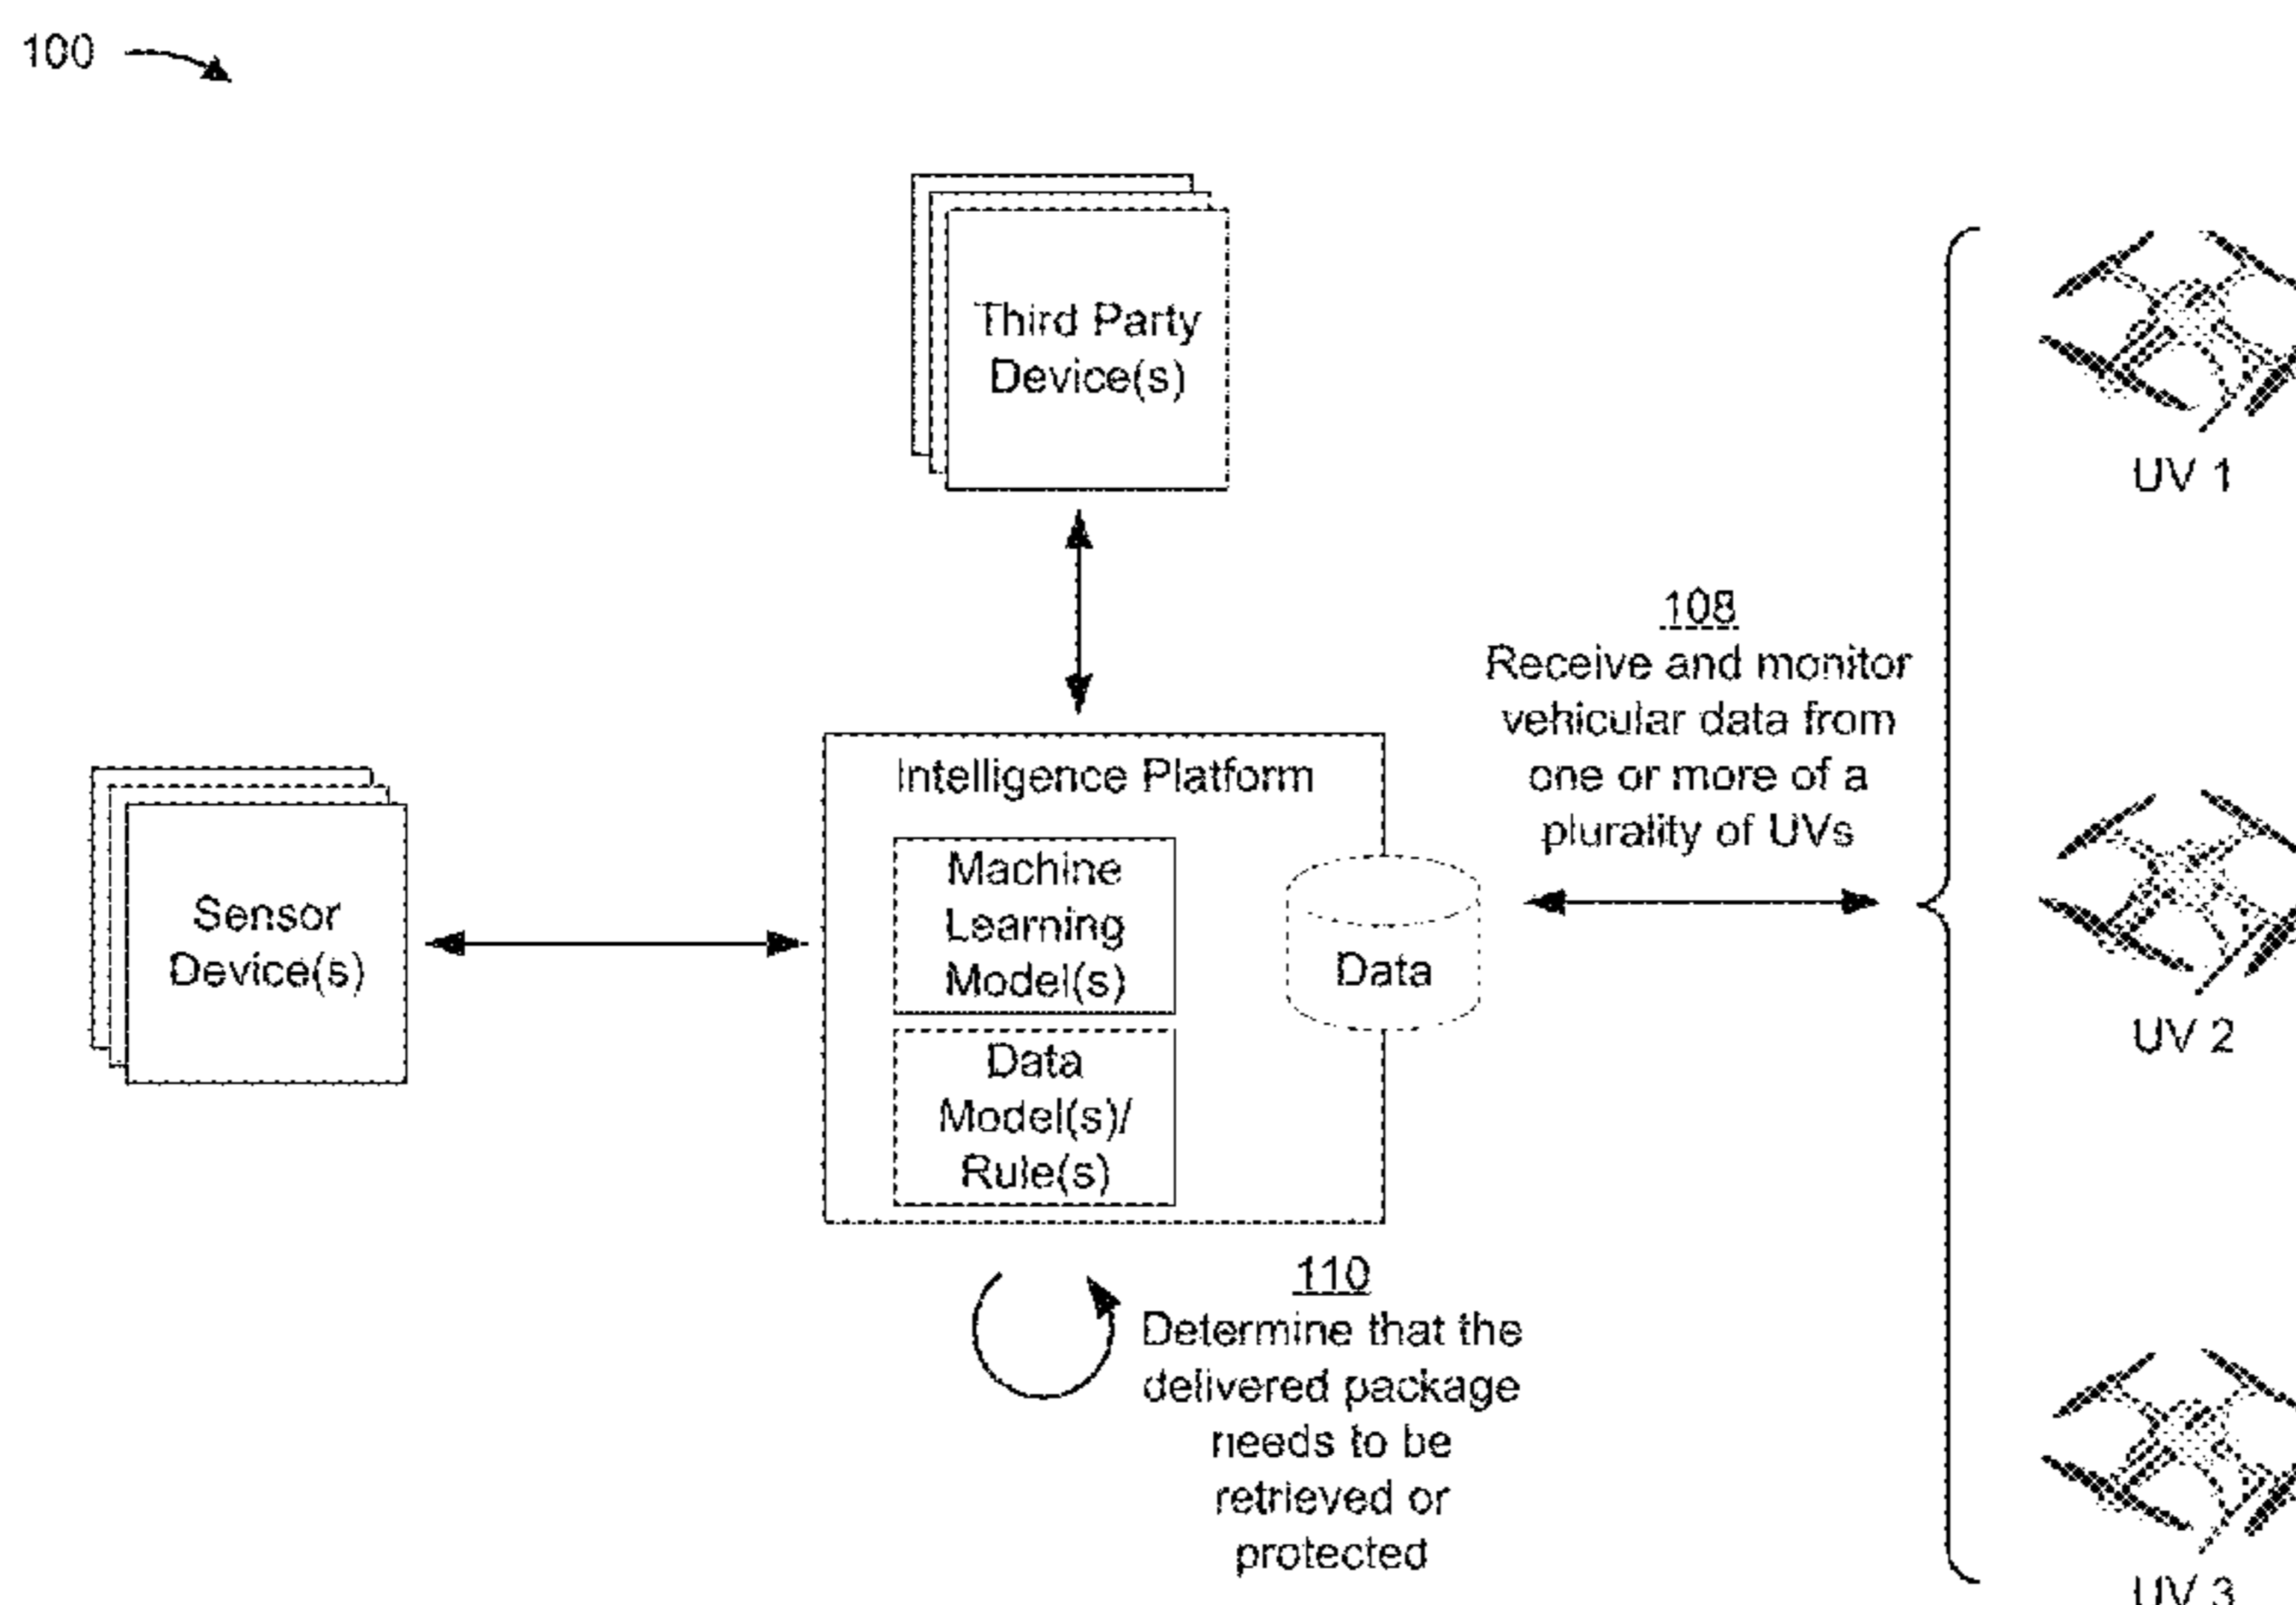 100
Third Party
Device(s)
UV 1
108
Receive and monitor
vehicular data from
one or more of a
plurality of UVs
Intelligence Platform
Machine
Learning
Model(s)
Data
Sensor
Device(s)
Data
Model(s)/
Rule(s)
UV 2
110
Determine that the
delivered package
needs to be
retrieved or
protected
UV 3